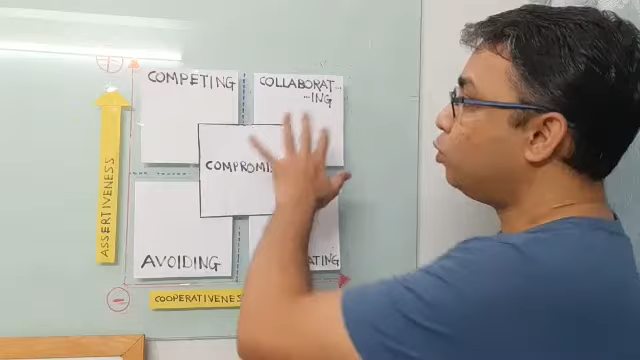 COMPETING
COLLABORAT...
...ING
ASSERTIVENESS
AVOIDING
COOPERATIVENES